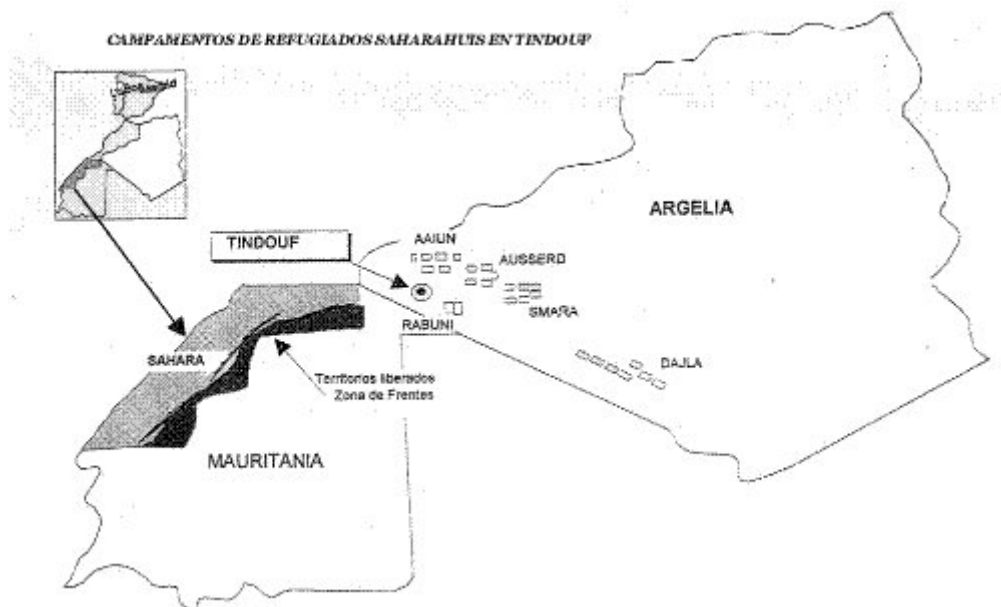 CAMPAMENTOS DE REFUGIADOS SAHARAHUIS EN TINDOUF
ARGELIA
TINDOUF
AAIUN
AUSSERD
SMARA
RABUNI
SAHARA
DAJLA
Territorios liberados
Zona de Frentes
MAURITANIA